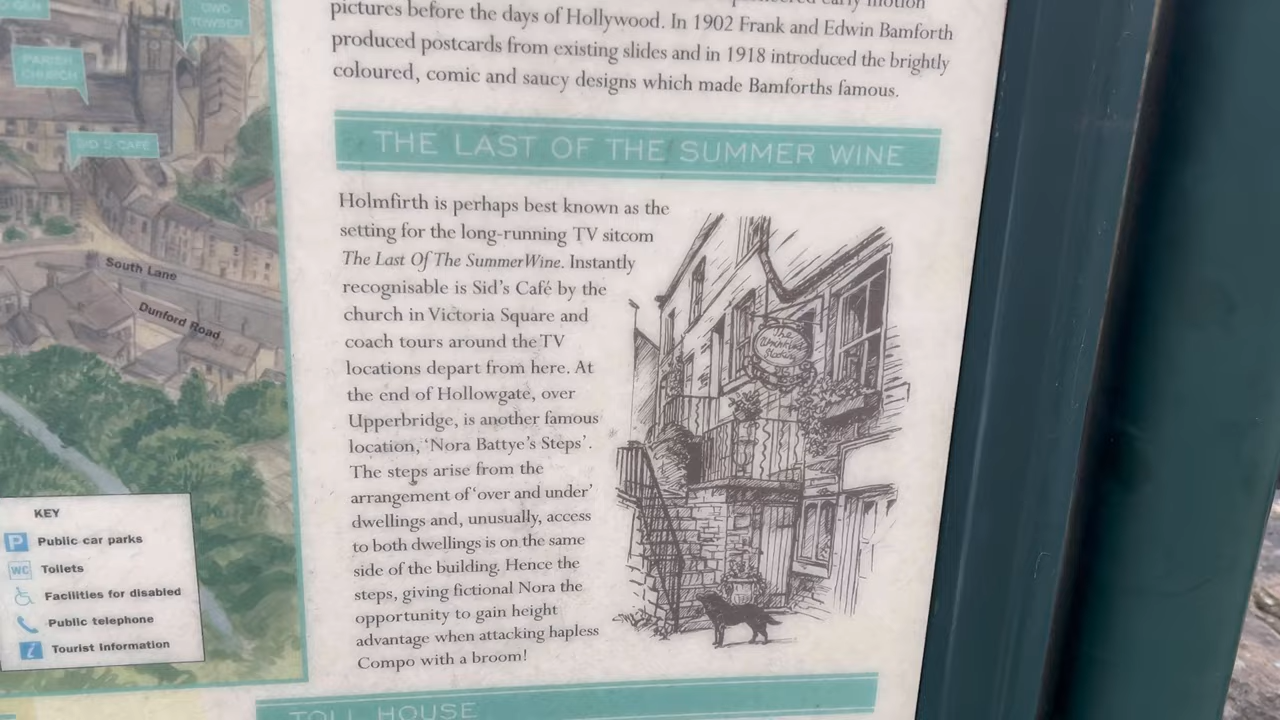 OWD
TOWSER
PARISH
CHURCH
SID'S CAFÉ
South Lane
Dunford Road
KEY
P Public car parks
WC Toilets
Facilities for disabled
Public telephone
i Tourist Information
early motion
pictures before the days of Hollywood. In 1902 Frank and Edwin Bamforth
produced postcards from existing slides and in 1918 introduced the brightly
coloured, comic and saucy designs which made Bamforths famous.
THE LAST OF THE SUMMER WINE
Holmfirth is perhaps best known as the
setting for the long-running TV sitcom
The Last Of The SummerWine. Instantly
recognisable is Sid's Café by the
church in Victoria Square and
coach tours around the TV
locations depart from here. At
the end of Hollowgate, over
Upperbridge, is another famous
location, 'Nora Battye's Steps'.
The steps arise from the
arrangement of 'over and under'
dwellings and, unusually, access
to both dwellings is on the same
side of the building. Hence the
steps, giving fictional Nora the
opportunity to gain height
advantage when attacking hapless
Compo with a broom!
The
TOLL HOUSE